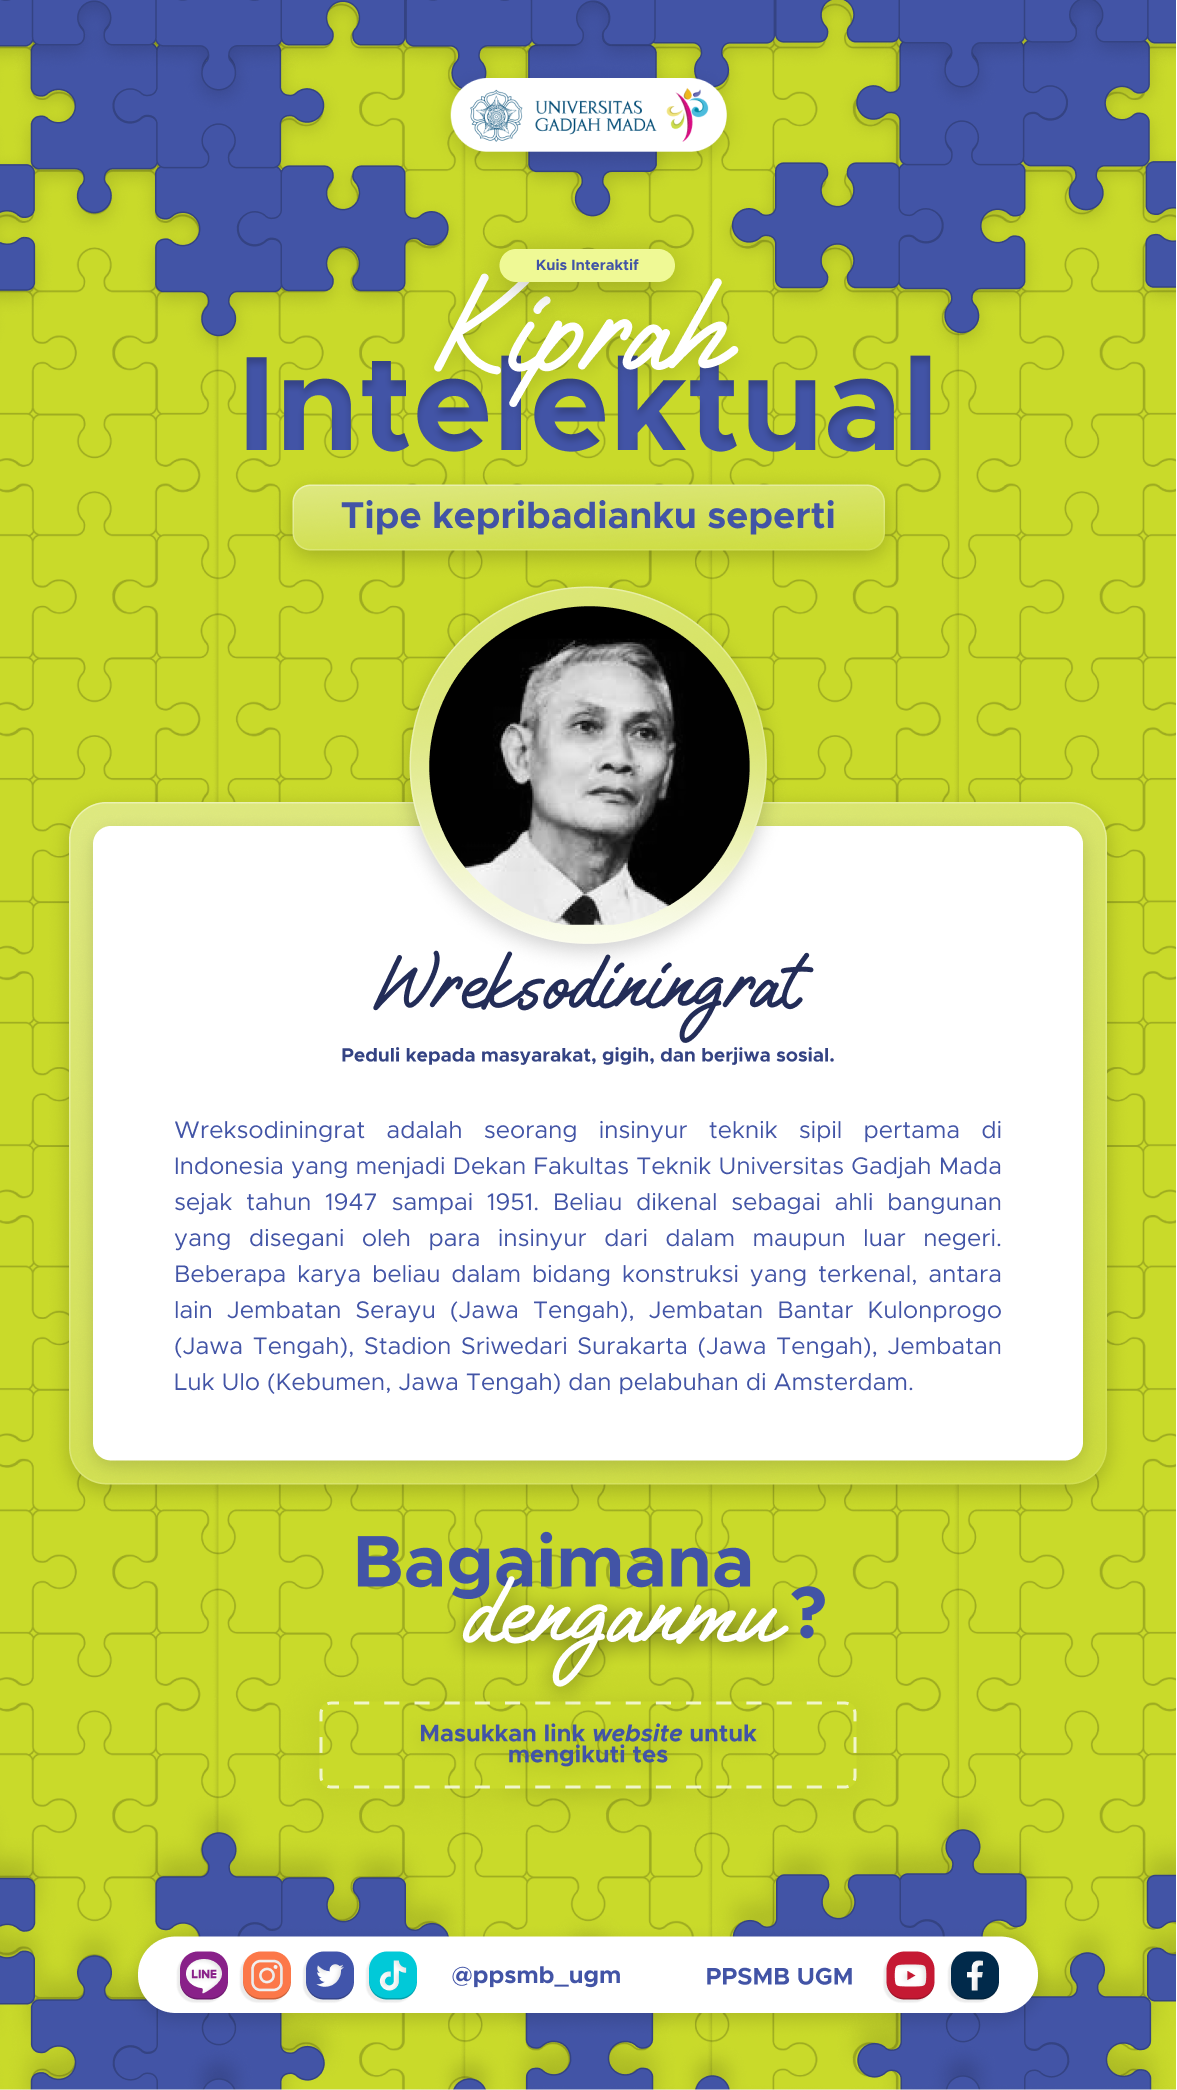 UNIVERSITAS
GADJAH MADA
Kuis Interaktif
Kiprah
Intelektual
Tipe kepribadianku seperti
Wreksodiningrat
Peduli kepada masyarakat, gigih, dan berjiwa sosial.
Wreksodiningrat adalah seorang insinyur teknik sipil pertama di
Indonesia yang menjadi Dekan Fakultas Teknik Universitas Gadjah Mada
sejak tahun 1947 sampai 1951. Beliau dikenal sebagai ahli bangunan
yang disegani oleh para insinyur dari dalam maupun luar negeri.
Beberapa karya beliau dalam bidang konstruksi yang terkenal, antara
lain Jembatan Serayu (Jawa Tengah), Jembatan Bantar Kulonprogo
(Jawa Tengah), Stadion Sriwedari Surakarta (Jawa Tengah), Jembatan
Luk Ulo (Kebumen, Jawa Tengah) dan pelabuhan di Amsterdam.
Bagaimana
denganmu?
Masukkan link website untuk
mengikuti tes
LINE @ppsmb_ugm PPSMB UGM